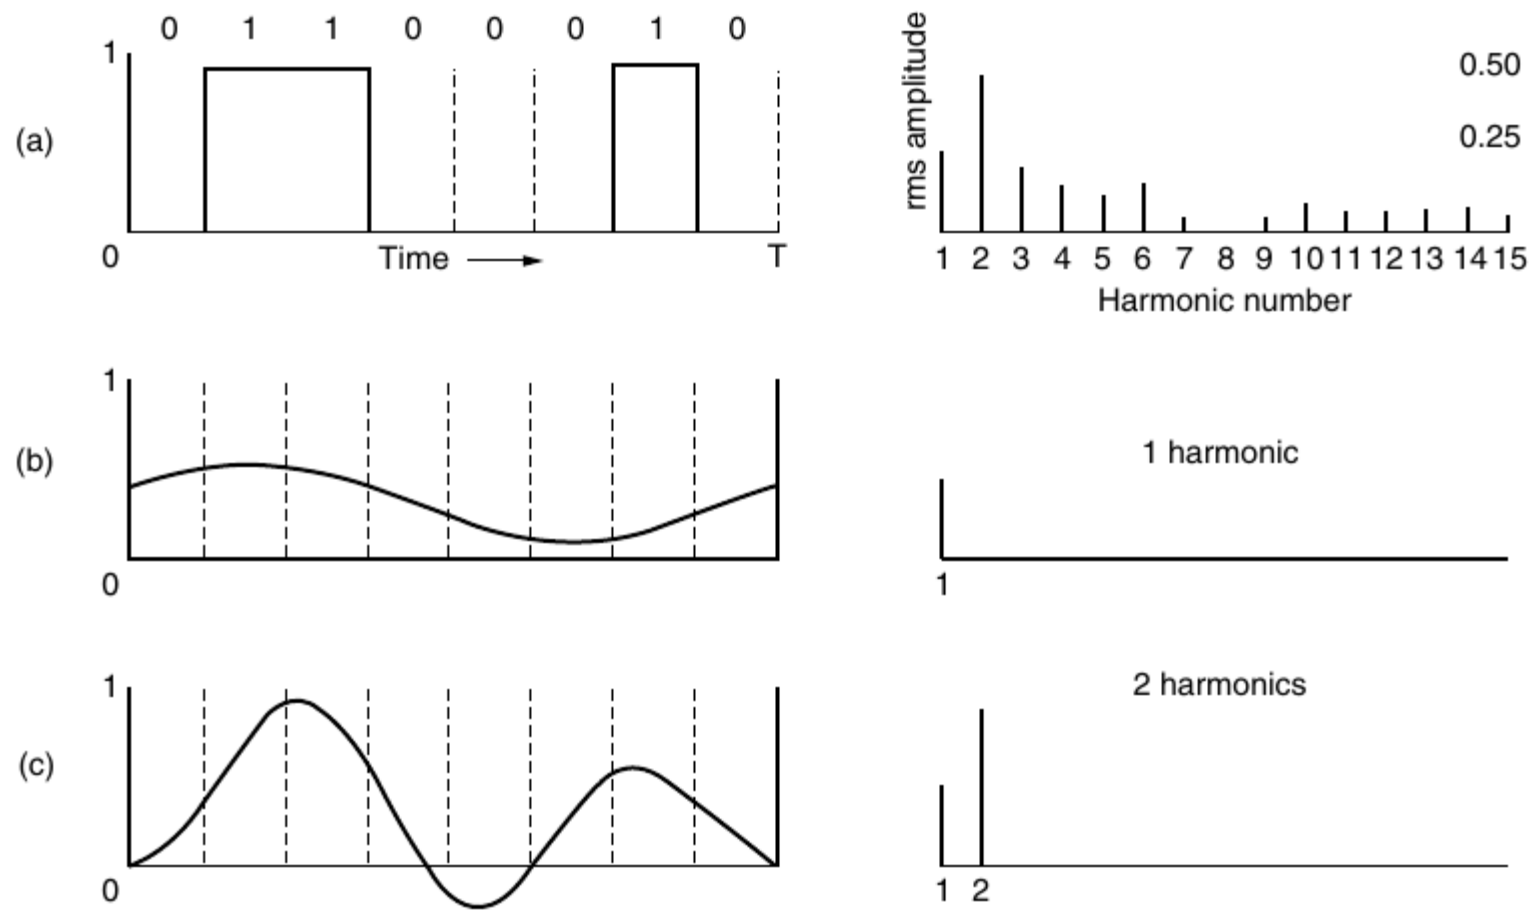 0 1 1 0 0 0 1 0
1
(a)
0
Time
T
rms amplitude
0.50
0.25
1 2 3 4 5 6 7 8 9 10 11 12 13 14 15
Harmonic number
1
(b)
0
1 harmonic
1
1
(c)
0
2 harmonics
1 2